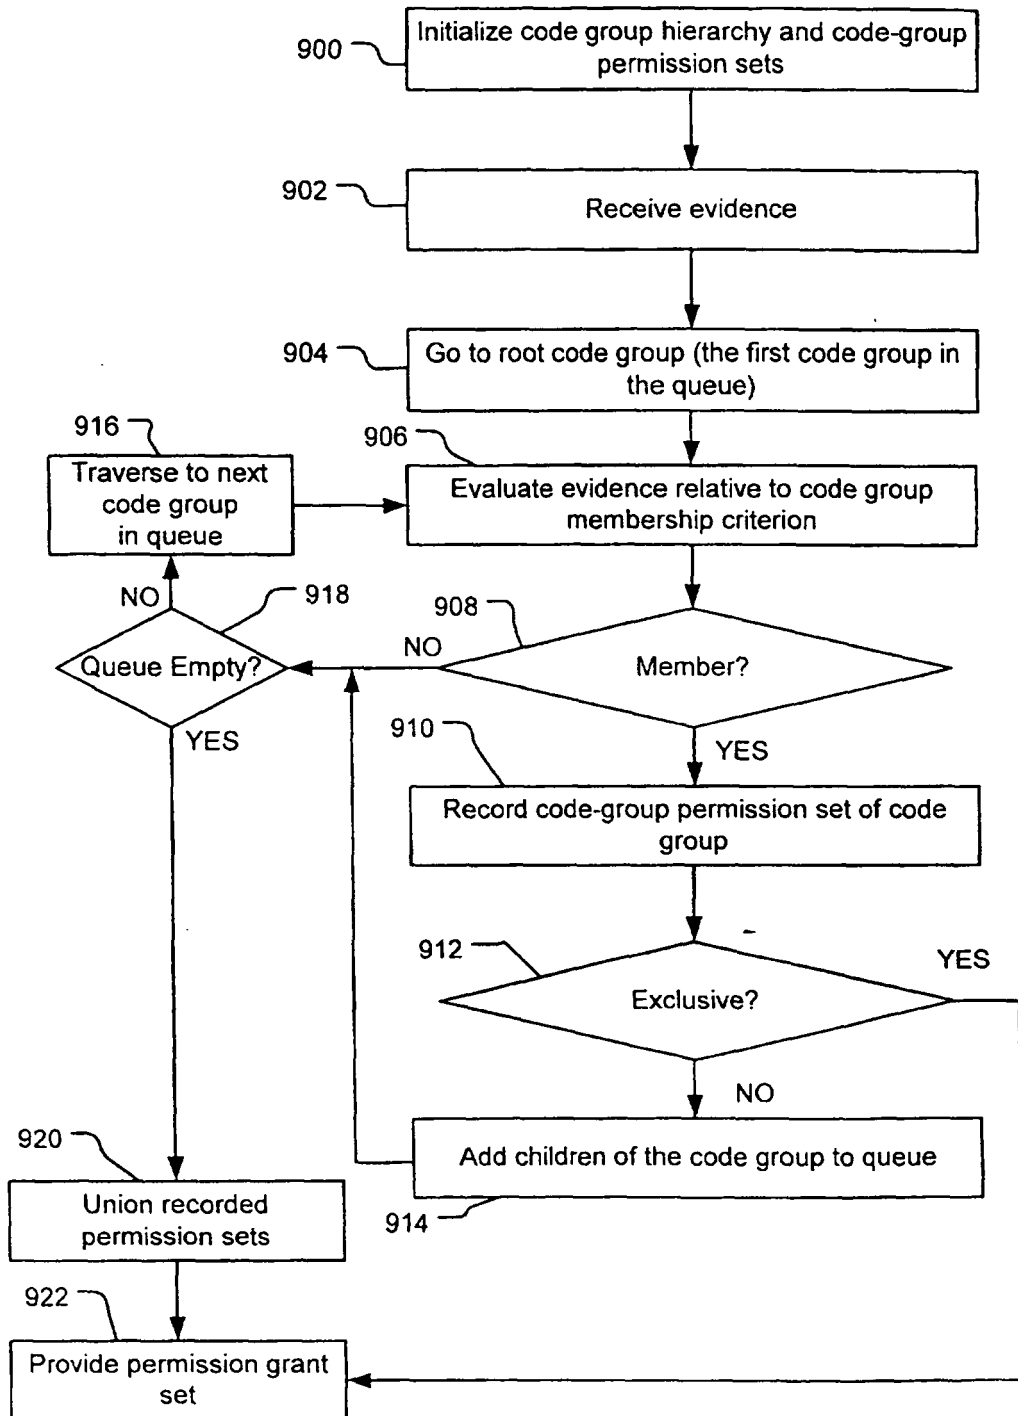 900
Initialize code group hierarchy and code-group
permission sets
902
Receive evidence
904
Go to root code group (the first code group in
the queue)
916
Traverse to next
code group
in queue
906
Evaluate evidence relative to code group
membership criterion
NO
918
Queue Empty?
YES
NO
908
Member?
YES
910
Record code-group permission set of code
group
912
Exclusive?
YES
NO
Add children of the code group to queue
914
920
Union recorded
permission sets
922
Provide permission grant
set